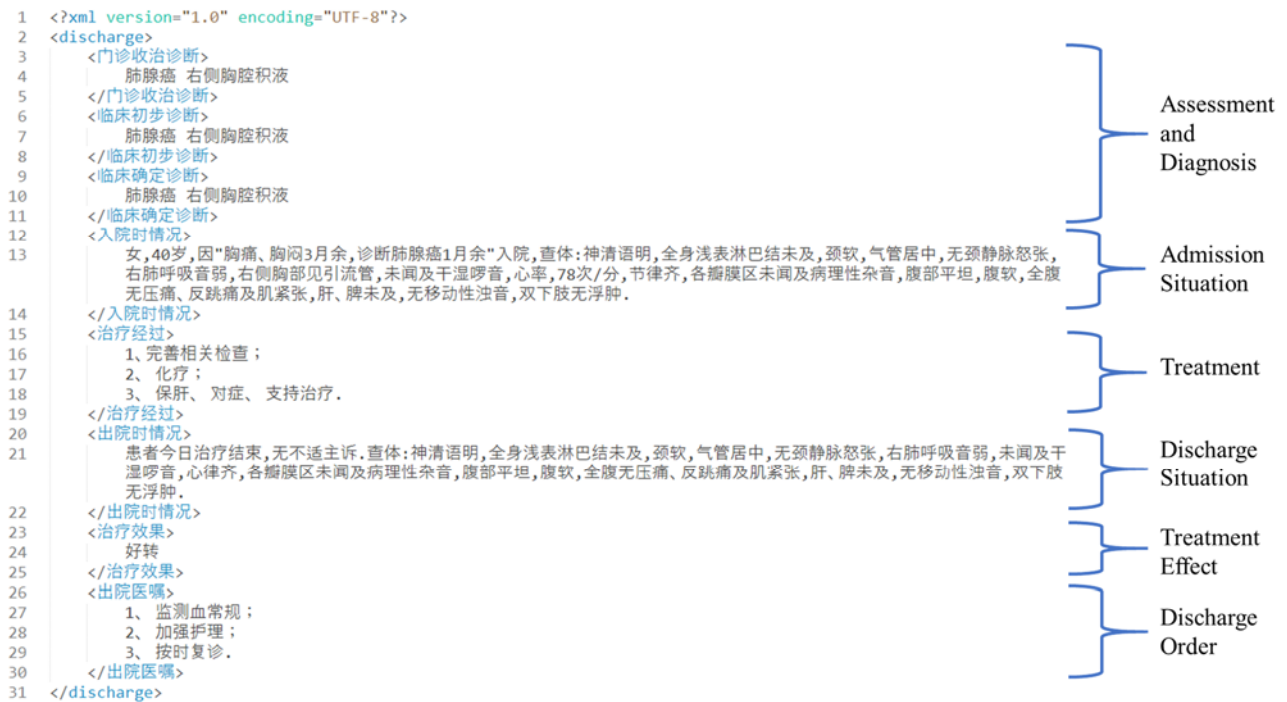 1 <?xml version="1.0" encoding="UTF-8"?>
2 <discharge>
3 <门诊收治诊断>
4 肺腺癌 右侧胸腔积液
5 </门诊收治诊断>
6 <临床初步诊断>
7 肺腺癌 右侧胸腔积液
8 </临床初步诊断>
9 <临床确定诊断>
10 肺腺癌 右侧胸腔积液
11 </临床确定诊断>
12 <入院时情况>
13 女,40岁,因"胸痛、胸闷3月余,诊断肺腺癌1月余"入院,查体:神清语明,全身浅表淋巴结未及,颈软,气管居中,无颈静脉怒张,
右肺呼吸音弱,右侧胸部见引流管,未闻及干湿啰音,心率,78次/分,节律齐,各瓣膜区未闻及病理性杂音,腹部平坦,腹软,全腹
无压痛、反跳痛及肌紧张,肝、脾未及,无移动性浊音,双下肢无浮肿.
14 </入院时情况>
15 <治疗经过>
16 1、完善相关检查；
17 2、 化疗；
18 3、 保肝、 对症、 支持治疗.
19 </治疗经过>
20 <出院时情况>
21 患者今日治疗结束,无不适主诉.查体:神清语明,全身浅表淋巴结未及,颈软,气管居中,无颈静脉怒张,右肺呼吸音弱,未闻及干
湿啰音,心律齐,各瓣膜区未闻及病理性杂音,腹部平坦,腹软,全腹无压痛、反跳痛及肌紧张,肝、脾未及,无移动性浊音,双下肢
无浮肿.
22 </出院时情况>
23 <治疗效果>
24 好转
25 </治疗效果>
26 <出院医嘱>
27 1、 监测血常规；
28 2、 加强护理；
29 3、 按时复诊.
30 </出院医嘱>
31 </discharge>
Assessment
and
Diagnosis
Admission
Situation
Treatment
Discharge
Situation
Treatment
Effect
Discharge
Order